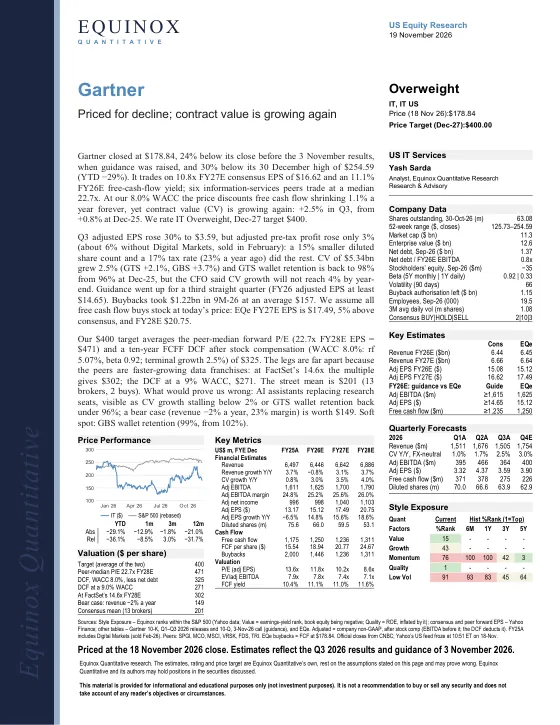 EQUINOX
QUANTITATIVE
US Equity Research
19 November 2026
Gartner
Priced for decline; contract value is growing again
Overweight
IT, IT US
Price (18 Nov 26):$178.84
Price Target (Dec-27):$400.00
Gartner closed at $178.84, 24% below its close before the 3 November results,
when guidance was raised, and 30% below its 30 December high of $254.59
(YTD −29%). It trades on 10.8x FY27E consensus EPS of $16.62 and an 11.1%
FY26E free-cash-flow yield; six information-services peers trade at a median
22.7x. At our 8.0% WACC the price discounts free cash flow shrinking 1.1% a
year forever, yet contract value (CV) is growing again: +2.5% in Q3, from
+0.8% at Dec-25. We rate IT Overweight, Dec-27 target $400.
Q3 adjusted EPS rose 30% to $3.59, but adjusted pre-tax profit rose only 3%
(about 6% without Digital Markets, sold in February): a 15% smaller diluted
share count and a 17% tax rate (23% a year ago) did the rest. CV of $5.34bn
grew 2.5% (GTS +2.1%, GBS +3.7%) and GTS wallet retention is back to 98%
from 96% at Dec-25, but the CFO said CV growth will not reach 4% by year-
end. Guidance went up for a third straight quarter (FY26 adjusted EPS at least
$14.65). Buybacks took $1.22bn in 9M-26 at an average $157. We assume all
free cash flow buys stock at today's price: EQe FY27E EPS is $17.49, 5% above
consensus, and FY28E $20.75.
Our $400 target averages the peer-median forward P/E (22.7x FY28E EPS =
$471) and a ten-year FCFF DCF after stock compensation (WACC 8.0%: rf
5.07%, beta 0.92; terminal growth 2.5%) of $325. The legs are far apart because
the peers are faster-growing data franchises: at FactSet's 14.6x the multiple
gives $302; the DCF at a 9% WACC, $271. The street mean is $201 (13
brokers, 2 buys). What would prove us wrong: AI assistants replacing research
seats, visible as CV growth stalling below 2% or GTS wallet retention back
under 96%; a bear case (revenue −2% a year, 23% margin) is worth $149. Soft
spot: GBS wallet retention (99%, from 102%).
US IT Services
Yash Sarda
Analyst, Equinox Quantitative Research
Research & Advisory
Company Data
Shares outstanding, 30-Oct-26 (m) 63.08
52-week range ($, closes) 125.73–254.59
Market cap ($ bn) 11.3
Enterprise value ($ bn) 12.6
Net debt, Sep-26 ($ bn) 1.37
Net debt / FY26E EBITDA 0.8x
Stockholders' equity, Sep-26 ($m) −35
Beta (5Y monthly | 1Y daily) 0.92 | 0.33
Volatility (90 days) 66
Buyback authorisation left ($ bn) 1.15
Employees, Sep-26 (000) 19.5
3M avg daily vol (m shares) 1.08
Consensus BUY|HOLD|SELL 2|10|3
Key Estimates
Cons EQe
Revenue FY26E ($bn) 6.44 6.45
Revenue FY27E ($bn) 6.66 6.64
Adj EPS FY26E ($) 15.08 15.12
Adj EPS FY27E ($) 16.62 17.49
FY26E: guidance vs EQe Guide EQe
Adj EBITDA ($m) ≥1,615 1,625
Adj EPS ($) ≥14.65 15.12
Free cash flow ($m) ≥1,235 1,250
Quarterly Forecasts
2026 Q1A Q2A Q3A Q4E
Revenue ($m) 1,511 1,676 1,505 1,754
CV Y/Y, FX-neutral 1.0% 1.7% 2.5% 3.0%
Adj EBITDA ($m) 395 466 364 400
Adj EPS ($) 3.32 4.37 3.59 3.90
Free cash flow ($m) 371 378 275 226
Diluted shares (m) 70.0 66.6 63.9 62.9
Style Exposure
Quant Current Hist %Rank (1=Top)
Factors %Rank 6M 1Y 3Y 5Y
Value 15 - - - -
Growth 43 - - - -
Momentum 76 100 100 42 3
Quality 1 - - - -
Low Vol 91 93 83 45 64
Price Performance
300
250
200
150
100
Jan 26 Apr 26 Jul 26 Oct 26
IT ($) S&P 500 (rebased)
YTD 1m 3m 12m
Abs −29.1% −12.9% −1.8% −21.0%
Rel −36.1% −8.5% 3.0% −31.7%
Valuation ($ per share)
Target (average of the two) 400
Peer-median P/E 22.7x FY28E 471
DCF, WACC 8.0%, less net debt 325
DCF at a 9.0% WACC 271
At FactSet's 14.6x FY28E 302
Bear case: revenue −2% a year 149
Consensus mean (13 brokers) 201
Key Metrics
US$ m, FYE Dec FY25A FY26E FY27E FY28E
Financial Estimates
Revenue 6,497 6,446 6,642 6,886
Revenue growth Y/Y 3.7% −0.8% 3.1% 3.7%
CV growth Y/Y 0.8% 3.0% 3.5% 4.0%
Adj EBITDA 1,611 1,625 1,700 1,790
Adj EBITDA margin 24.8% 25.2% 25.6% 26.0%
Adj net income 996 998 1,040 1,103
Adj EPS ($) 13.17 15.12 17.49 20.75
Adj EPS growth Y/Y −6.5% 14.8% 15.6% 18.6%
Diluted shares (m) 75.6 66.0 59.5 53.1
Cash Flow
Free cash flow 1,175 1,250 1,236 1,311
FCF per share ($) 15.54 18.94 20.77 24.67
Buybacks 2,000 1,446 1,236 1,311
Ratios
P/E (adj EPS) 13.6x 11.8x 10.2x 8.6x
EV/adj EBITDA 7.9x 7.8x 7.4x 7.1x
FCF yield 10.4% 11.1% 11.0% 11.6%
Priced at the 18 November 2026 close. Estimates reflect the Q3 2026 results and guidance of 3 November 2026.
Equinox Quantitative research. The estimates, rating and price target are Equinox Quantitative's own, rest on the assumptions stated on this page and may prove wrong. Equinox
Quantitative and its authors may hold positions in the securities discussed.
This material is provided for informational and educational purposes only (not investment purposes). It is not a recommendation to buy or sell any security and does not
take account of any reader's objectives or circumstances.
Equinox Quantitative